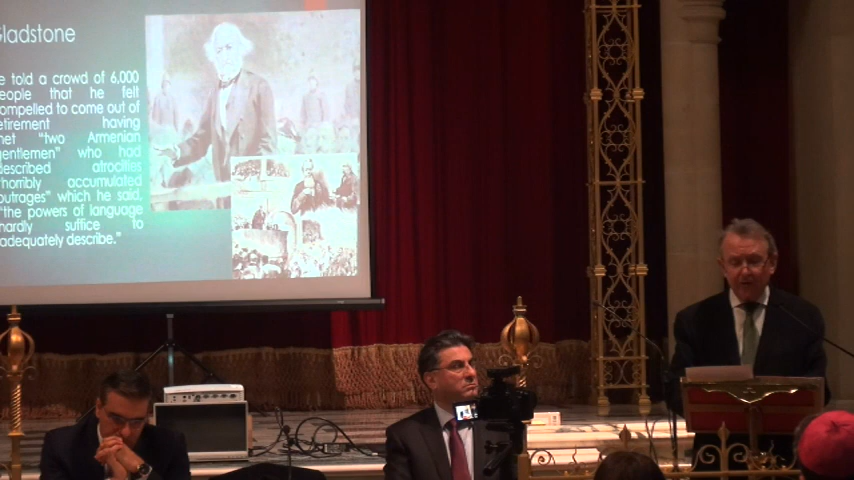 Gladstone
e told a crowd of 6,000
eople that he felt
ompelled to come out of
etirement having
met "two Armenian
gentlemen" who had
described atrocities
"horribly accumulated
outrages" which he said,
"the powers of language
hardly suffice to
adequately describe."